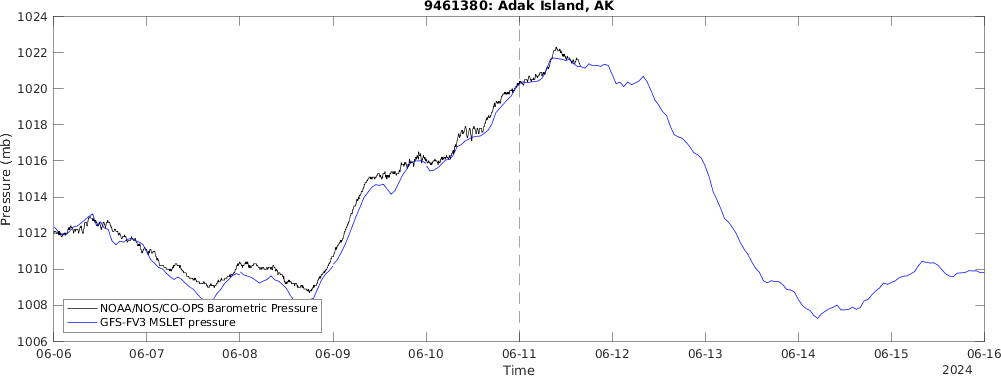 9461380: Adak Island, AK
1024
1022
1020
1018
1016
1014
1012
1010
1008
1006
Pressure (mb)
NOAA/NOS/CO-OPS Barometric Pressure
GFS-FV3 MSLET pressure
06-06 06-07 06-08 06-09 06-10 06-11 06-12 06-13 06-14 06-15 06-16
Time
2024